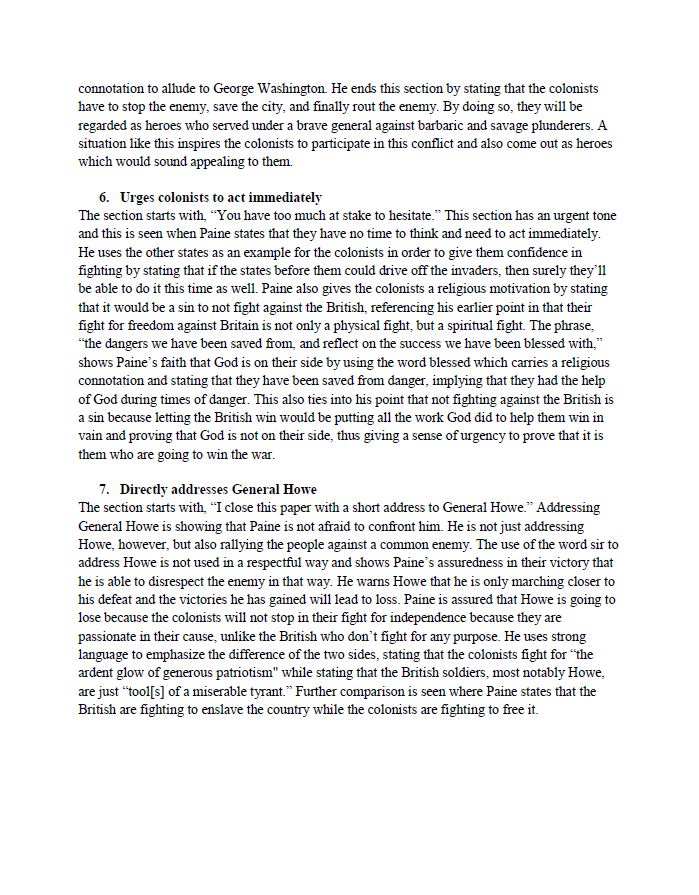 connotation to allude to George Washington. He ends this section by stating that the colonists
have to stop the enemy, save the city, and finally rout the enemy. By doing so, they will be
regarded as heroes who served under a brave general against barbaric and savage plunderers. A
situation like this inspires the colonists to participate in this conflict and also come out as heroes
which would sound appealing to them.
6. Urges colonists to act immediately
The section starts with, “You have too much at stake to hesitate.” This section has an urgent tone
and this is seen when Paine states that they have no time to think and need to act immediately.
He uses the other states as an example for the colonists in order to give them confidence in
fighting by stating that if the states before them could drive off the invaders, then surely they’ll
be able to do it this time as well. Paine also gives the colonists a religious motivation by stating
that it would be a sin to not fight against the British, referencing his earlier point in that their
fight for freedom against Britain is not only a physical fight, but a spiritual fight. The phrase,
“the dangers we have been saved from, and reflect on the success we have been blessed with,”
shows Paine’s faith that God is on their side by using the word blessed which carries a religious
connotation and stating that they have been saved from danger, implying that they had the help
of God during times of danger. This also ties into his point that not fighting against the British is
a sin because letting the British win would be putting all the work God did to help them win in
vain and proving that God is not on their side, thus giving a sense of urgency to prove that it is
them who are going to win the war.
7. Directly addresses General Howe
The section starts with, “I close this paper with a short address to General Howe.” Addressing
General Howe is showing that Paine is not afraid to confront him. He is not just addressing
Howe, however, but also rallying the people against a common enemy. The use of the word sir to
address Howe is not used in a respectful way and shows Paine’s assuredness in their victory that
he is able to disrespect the enemy in that way. He warns Howe that he is only marching closer to
his defeat and the victories he has gained will lead to loss. Paine is assured that Howe is going to
lose because the colonists will not stop in their fight for independence because they are
passionate in their cause, unlike the British who don’t fight for any purpose. He uses strong
language to emphasize the difference of the two sides, stating that the colonists fight for “the
ardent glow of generous patriotism" while stating that the British soldiers, most notably Howe,
are just “tool[s] of a miserable tyrant.” Further comparison is seen where Paine states that the
British are fighting to enslave the country while the colonists are fighting to free it.